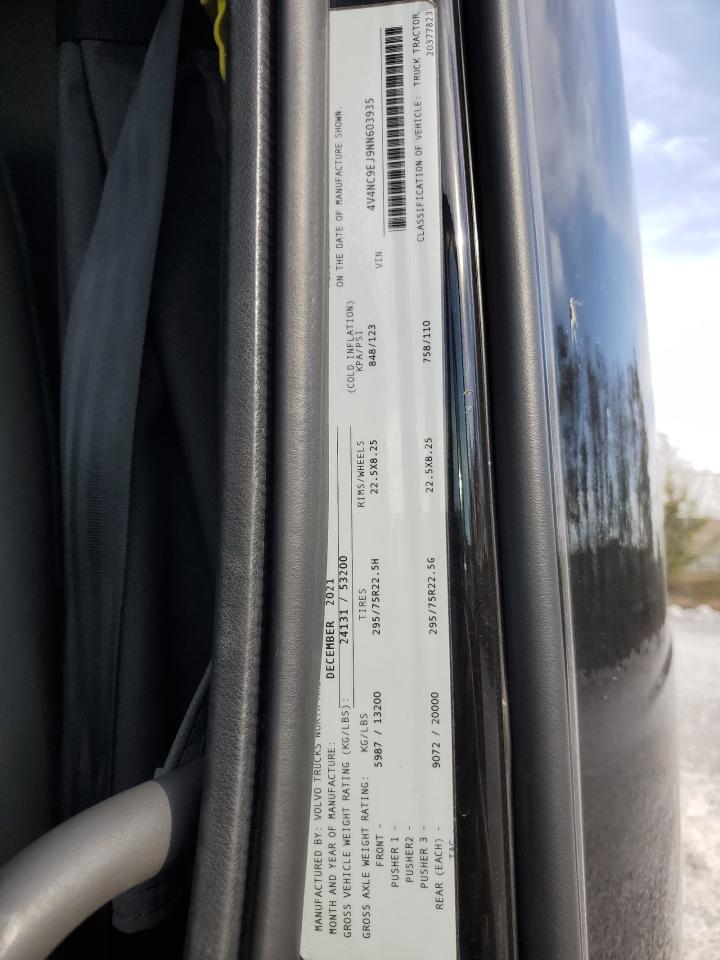 MANUFACTURED BY: VOLVO TRUCKS NORTH
MONTH AND YEAR OF MANUFACTURE: DECEMBER 2021 ON THE DATE OF MANUFACTURE SHOWN.
GROSS VEHICLE WEIGHT RATING (KG/LBS): 24131 / 53200 (COLD INFLATION)
GROSS AXLE WEIGHT RATING: KG/LBS TIRES RIMS/WHEELS KPA/PSI
FRONT - 5987 / 13200 295/75R22.5H 22.5X8.25 848/123 VIN 4V4NC9EJ9NN603935
PUSHER 1 -
PUSHER2 -
PUSHER 3 - CLASSIFICATION OF VEHICLE: TRUCK TRACTOR
REAR (EACH) - 9072 / 20000 295/75R22.5G 22.5X8.25 758/110 20377823
TAG